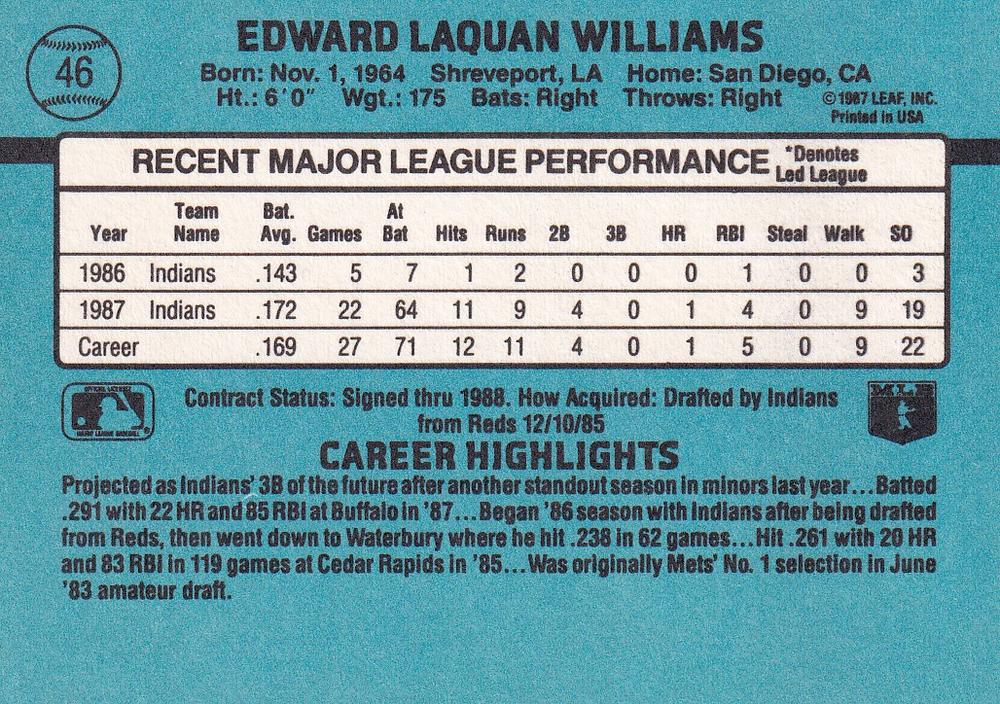 46
EDWARD LAQUAN WILLIAMS
Born: Nov. 1, 1964 Shreveport, LA Home: San Diego, CA
Ht.: 6'0" Wgt.: 175 Bats: Right Throws: Right ©1987 LEAF, INC.
Printed in USA
RECENT MAJOR LEAGUE PERFORMANCE *Denotes
Led League
Year Team Name Bat. Avg. Games At Bat Hits Runs 2B 3B HR RBI Steal Walk SO
1986 Indians .143 5 7 1 2 0 0 0 1 0 0 3
1987 Indians .172 22 64 11 9 4 0 1 4 0 9 19
Career .169 27 71 12 11 4 0 1 5 0 9 22
OFFICIAL LICENSEE
MAJOR LEAGUE BASEBALL
Contract Status: Signed thru 1988. How Acquired: Drafted by Indians
from Reds 12/10/85
CAREER HIGHLIGHTS
Projected as Indians' 3B of the future after another standout season in minors last year...Batted
.291 with 22 HR and 85 RBI at Buffalo in '87...Began '86 season with Indians after being drafted
from Reds, then went down to Waterbury where he hit .238 in 62 games...Hit .261 with 20 HR
and 83 RBI in 119 games at Cedar Rapids in '85...Was originally Mets' No. 1 selection in June
'83 amateur draft.